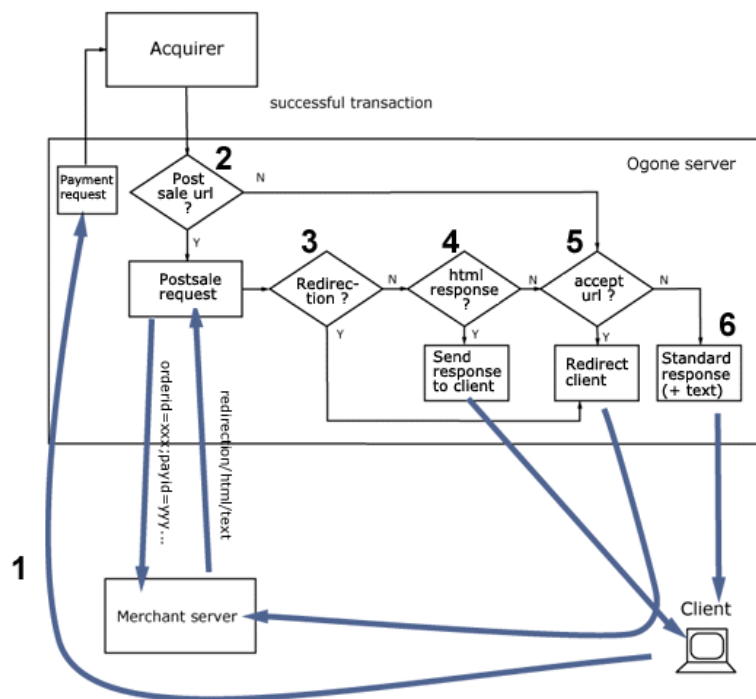 Acquirer
successful transaction
Ogone server
Payment
request
2
Post
sale url
?
N
Y
Postsale
request
3
Redirec-
tion ?
N
Y
4
html
response
?
N
Y
5
accept
url ?
N
Y
6
Send
response
to client
Redirect
client
Standard
response
(+ text)
orderid=xxx;payid=yyy...
redirection/html/text
1
Merchant server
Client